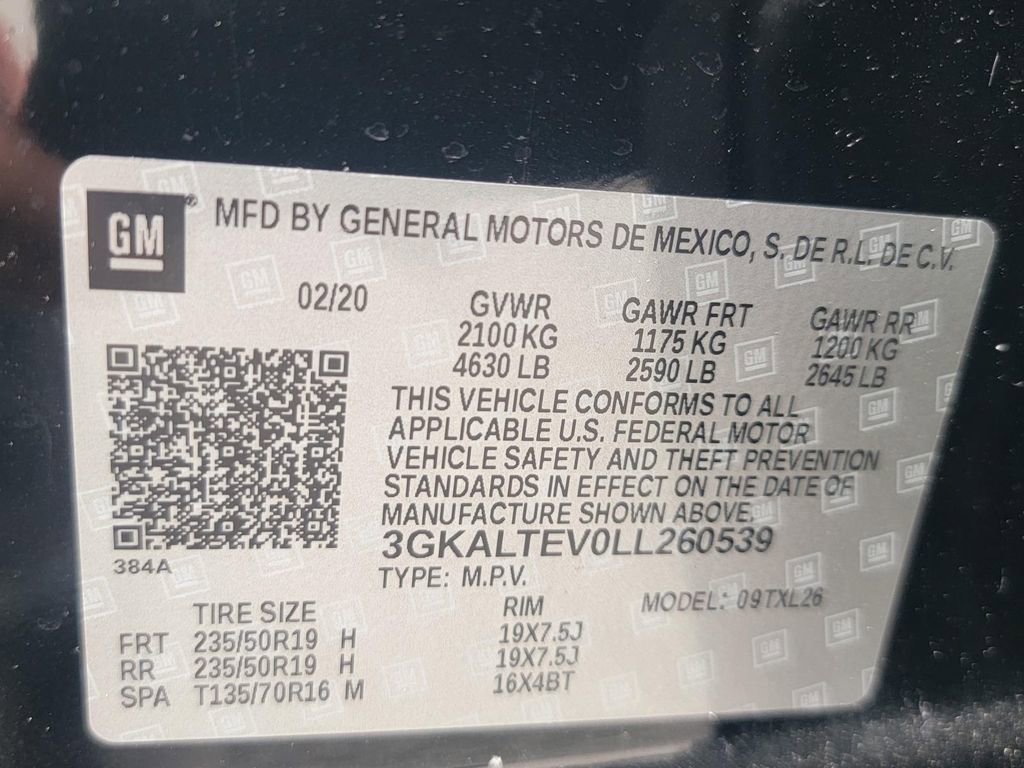 GM ® MFD BY GENERAL MOTORS DE MEXICO, S. DE R.L. DE C.V.
02/20
GVWR GAWR FRT GAWR RR
2100 KG 1175 KG 1200 KG
4630 LB 2590 LB 2645 LB
THIS VEHICLE CONFORMS TO ALL
APPLICABLE U.S. FEDERAL MOTOR
VEHICLE SAFETY AND THEFT PREVENTION
STANDARDS IN EFFECT ON THE DATE OF
MANUFACTURE SHOWN ABOVE.
3GKALTEV0LL260539
384A
TYPE: M.P.V.
MODEL: 09TXL26
TIRE SIZE RIM
FRT 235/50R19 H 19X7.5J
RR 235/50R19 H 19X7.5J
SPA T135/70R16 M 16X4BT